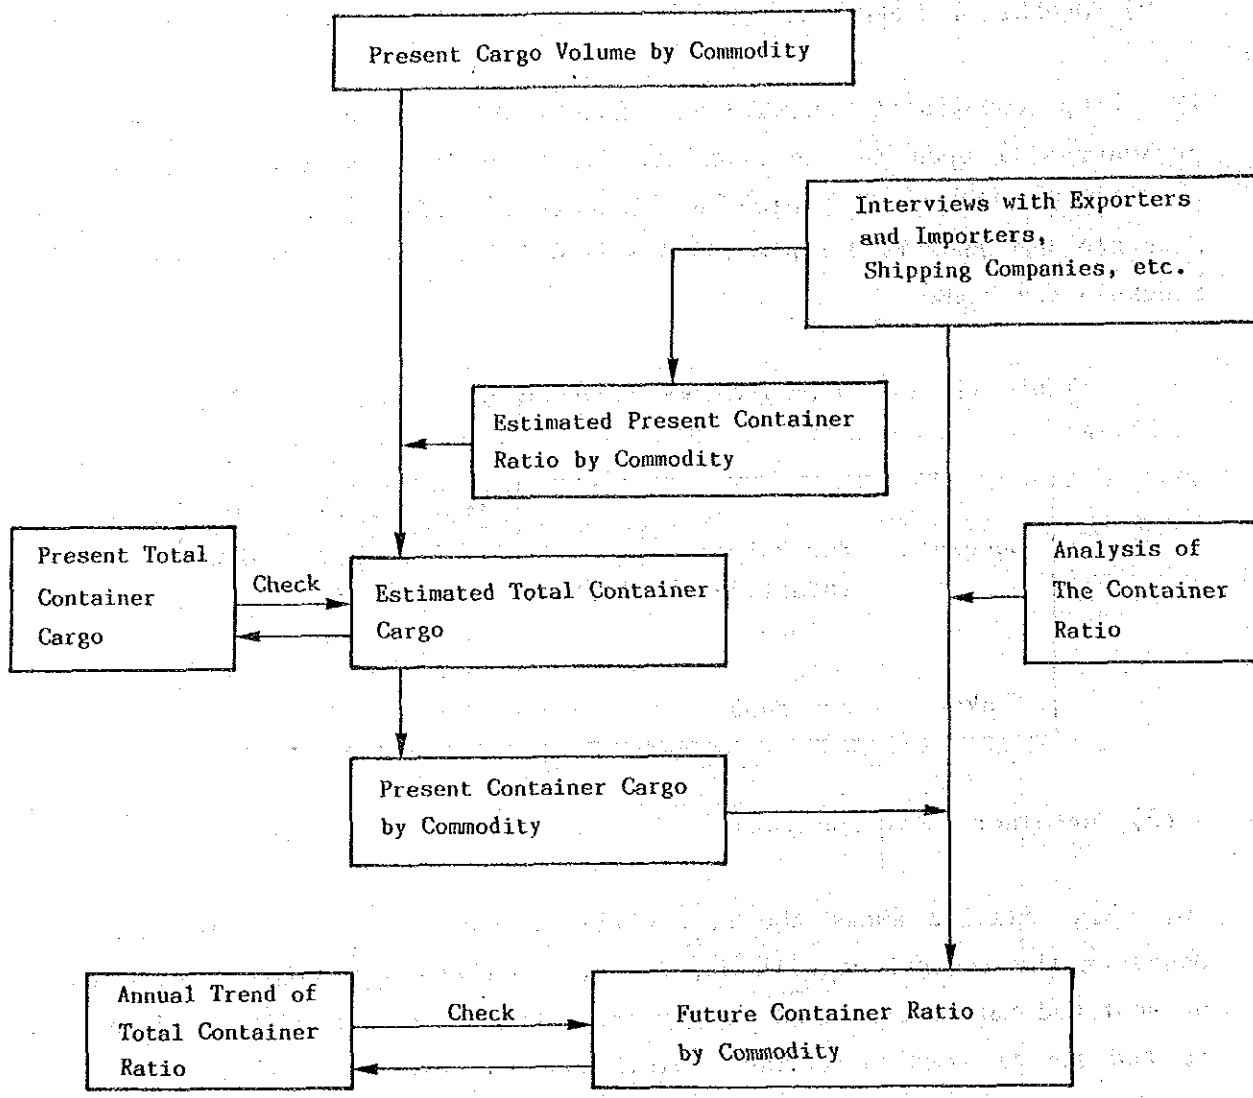 Present Cargo Volume by Commodity
Interviews with Exporters
and Importers,
Shipping Companies, etc.
Estimated Present Container
Ratio by Commodity
Present Total
Container
Cargo
Check
Estimated Total Container
Cargo
Analysis of
The Container
Ratio
Present Container Cargo
by Commodity
Annual Trend of
Total Container
Ratio
Check
Future Container Ratio
by Commodity